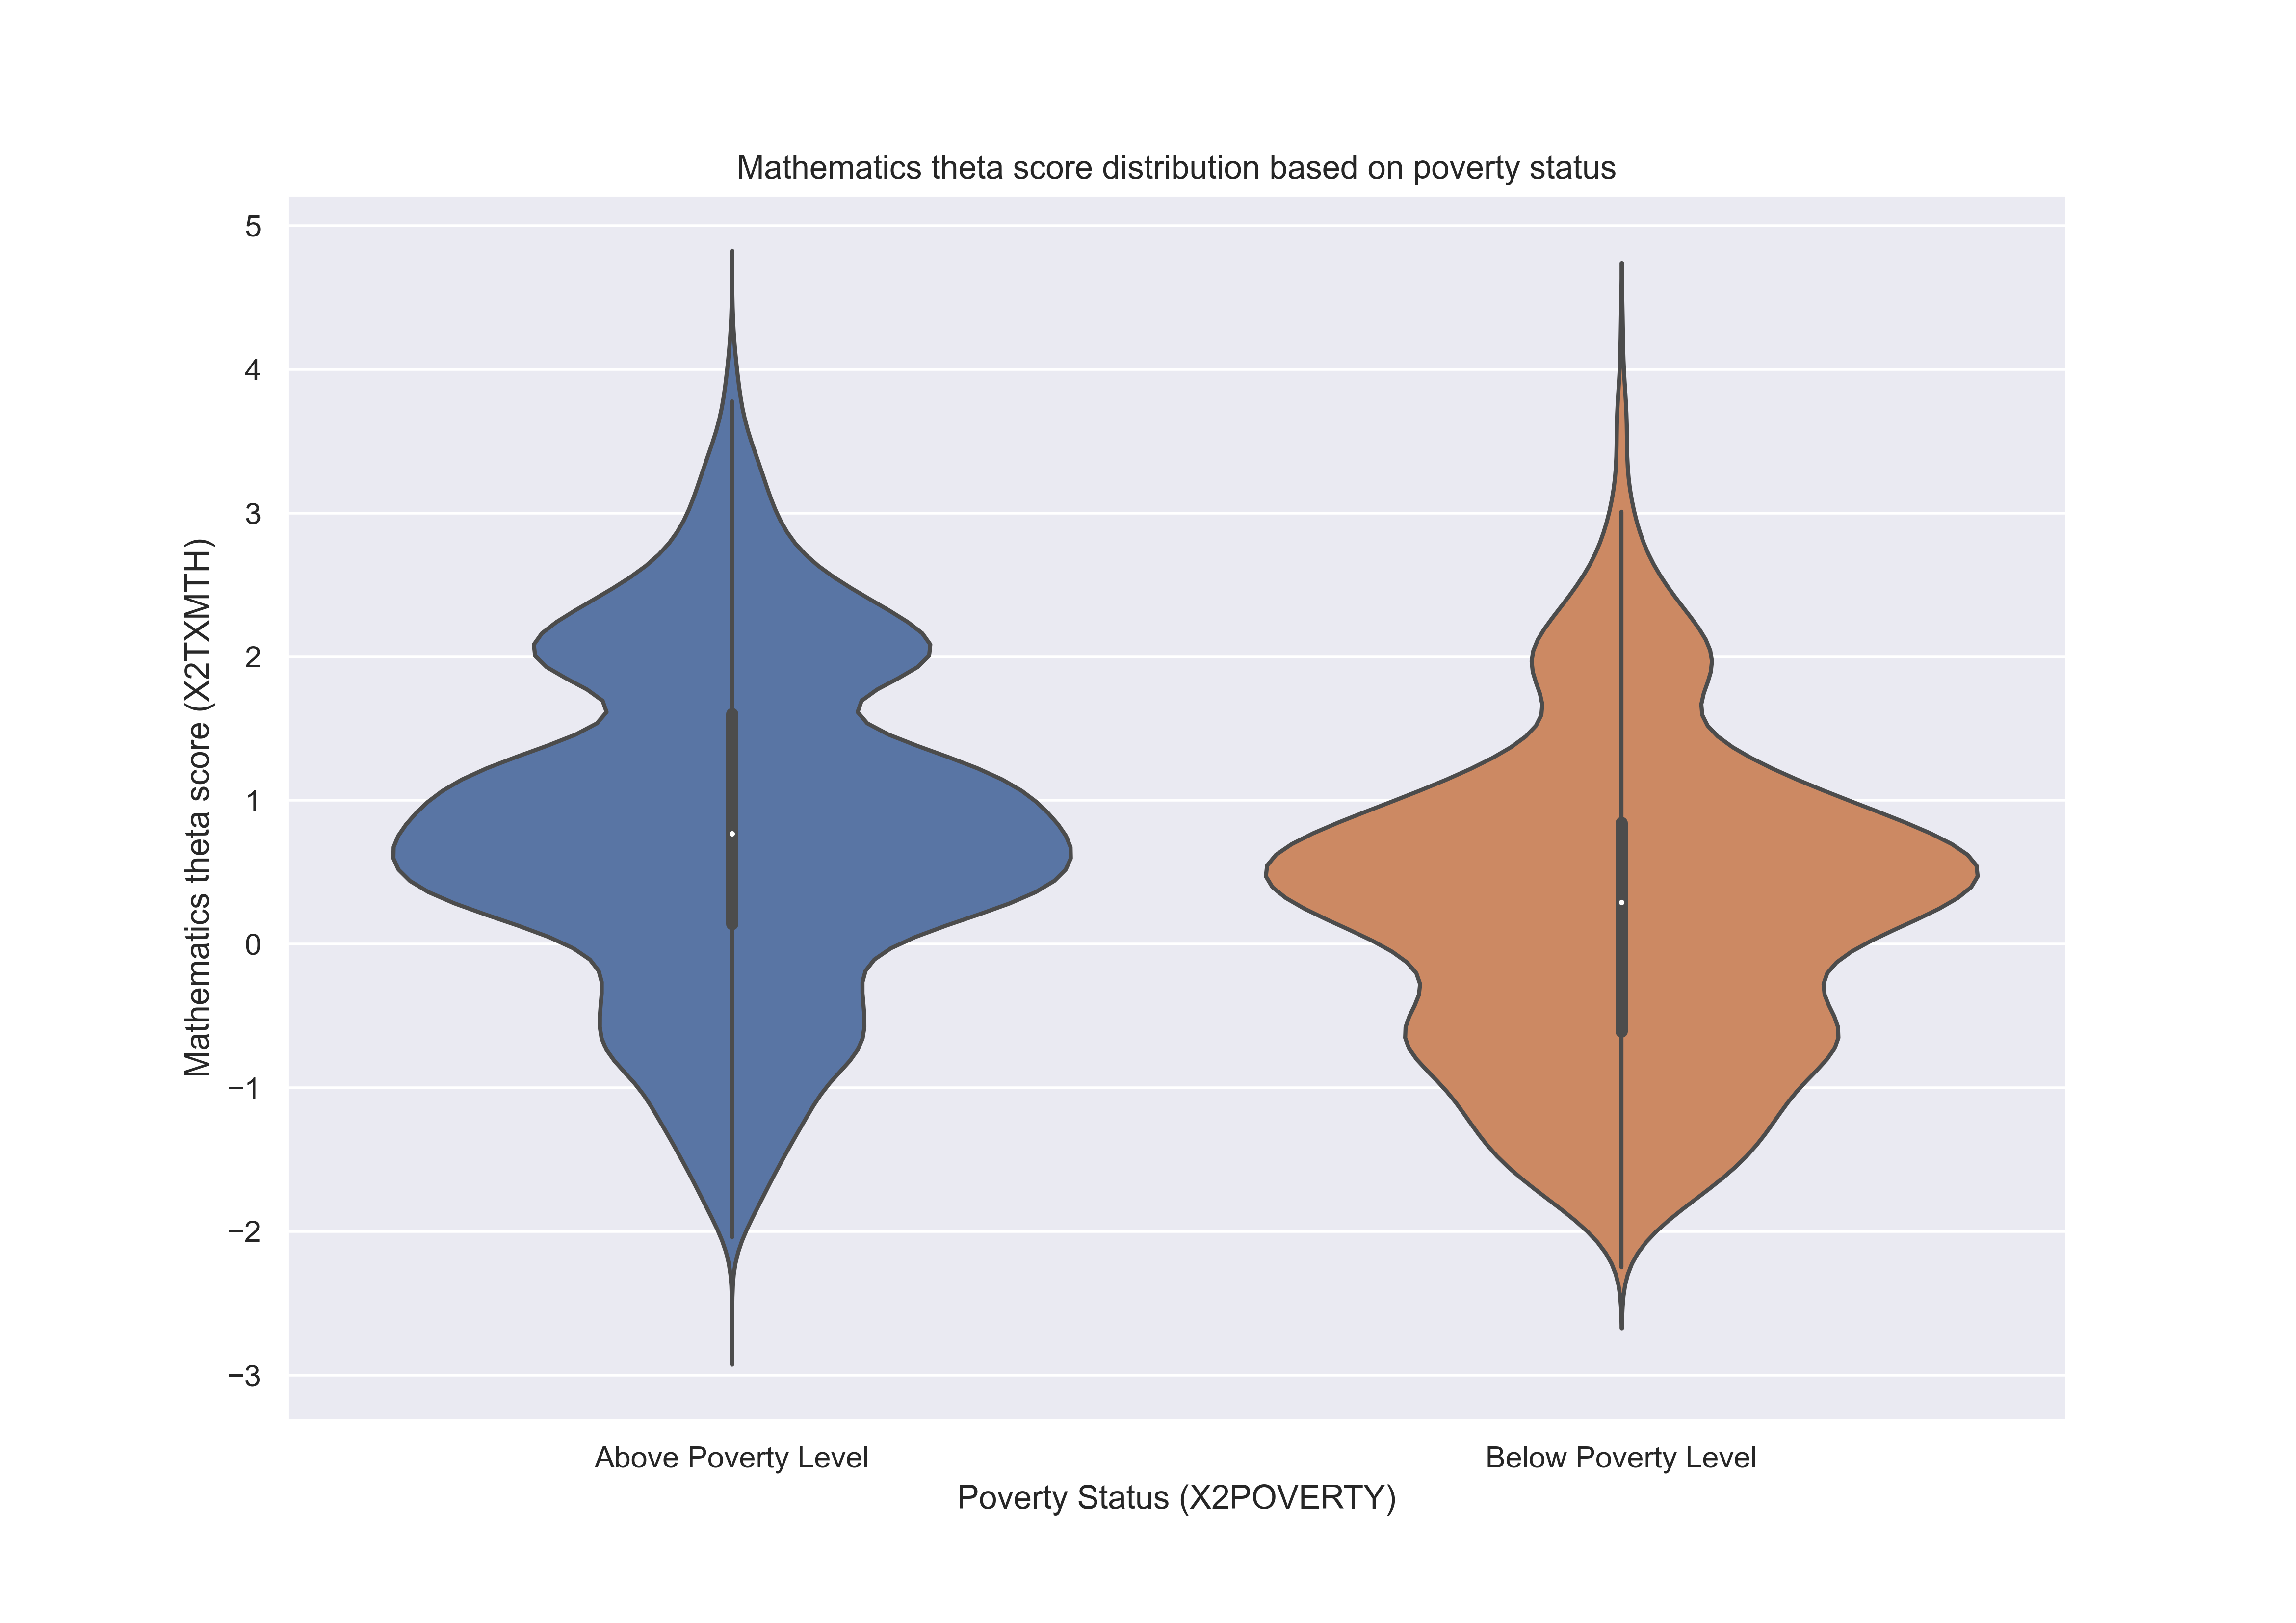 Mathematics theta score distribution based on poverty status
5
4
3
2
1
0
−1
−2
−3
Mathematics theta score (X2TXMTH)
Above Poverty Level
Below Poverty Level
Poverty Status (X2POVERTY)